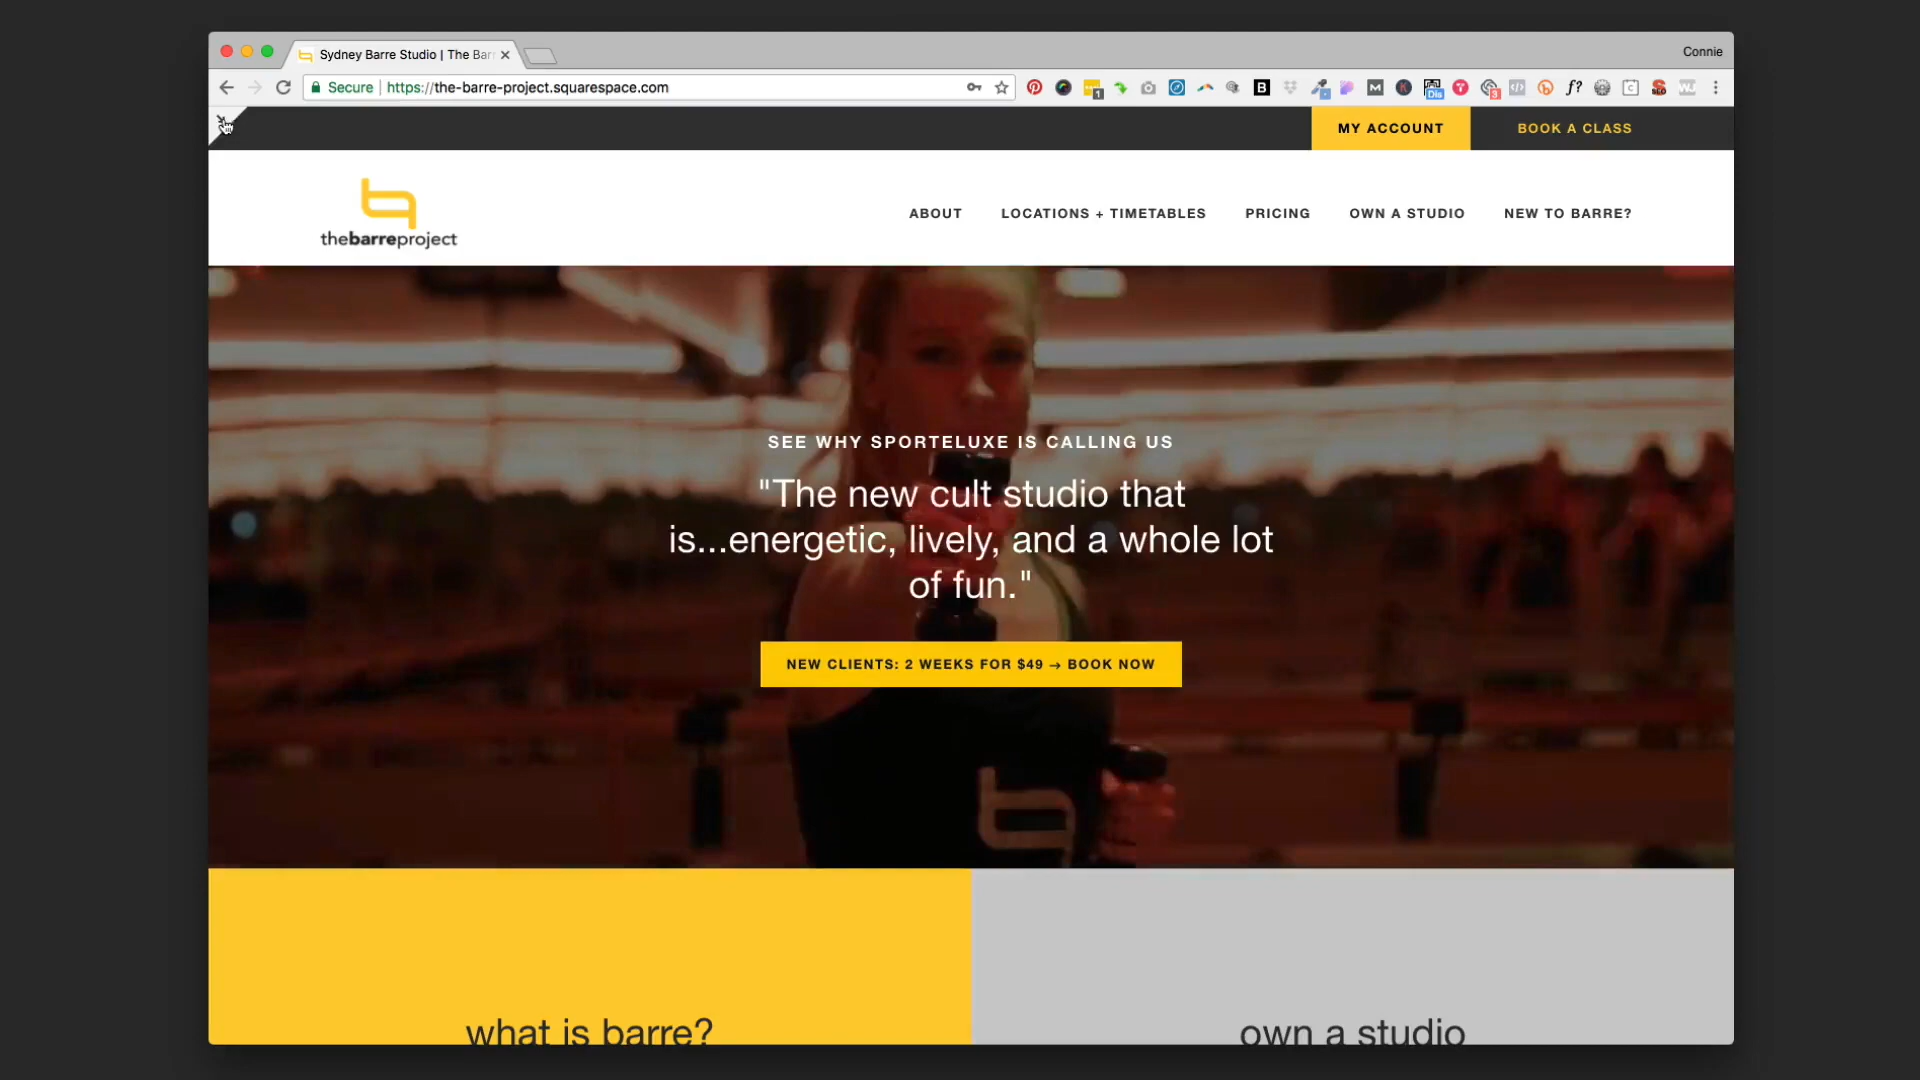 Sydney Barre Studio | The Bar
Connie
Secure | https://the-barre-project.squarespace.com
MY ACCOUNT
BOOK A CLASS
thebarreproject
ABOUT
LOCATIONS + TIMETABLES
PRICING
OWN A STUDIO
NEW TO BARRE?
SEE WHY SPORTELUXE IS CALLING US
"The new cult studio that
is...energetic, lively, and a whole lot
of fun."
NEW CLIENTS: 2 WEEKS FOR $49 → BOOK NOW
what is barre?
own a studio